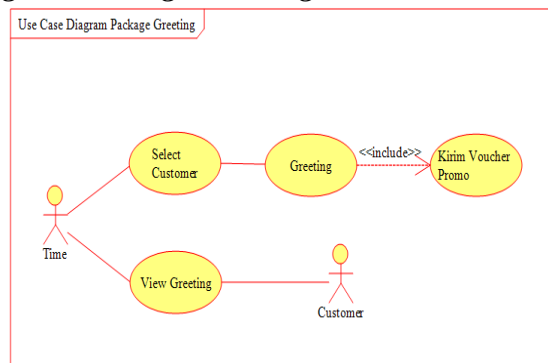 Use Case Diagram Package Greeting
Select
Customer
Greeting
<<include>>
Kirim Voucher
Promo
Time
View Greeting
Customer